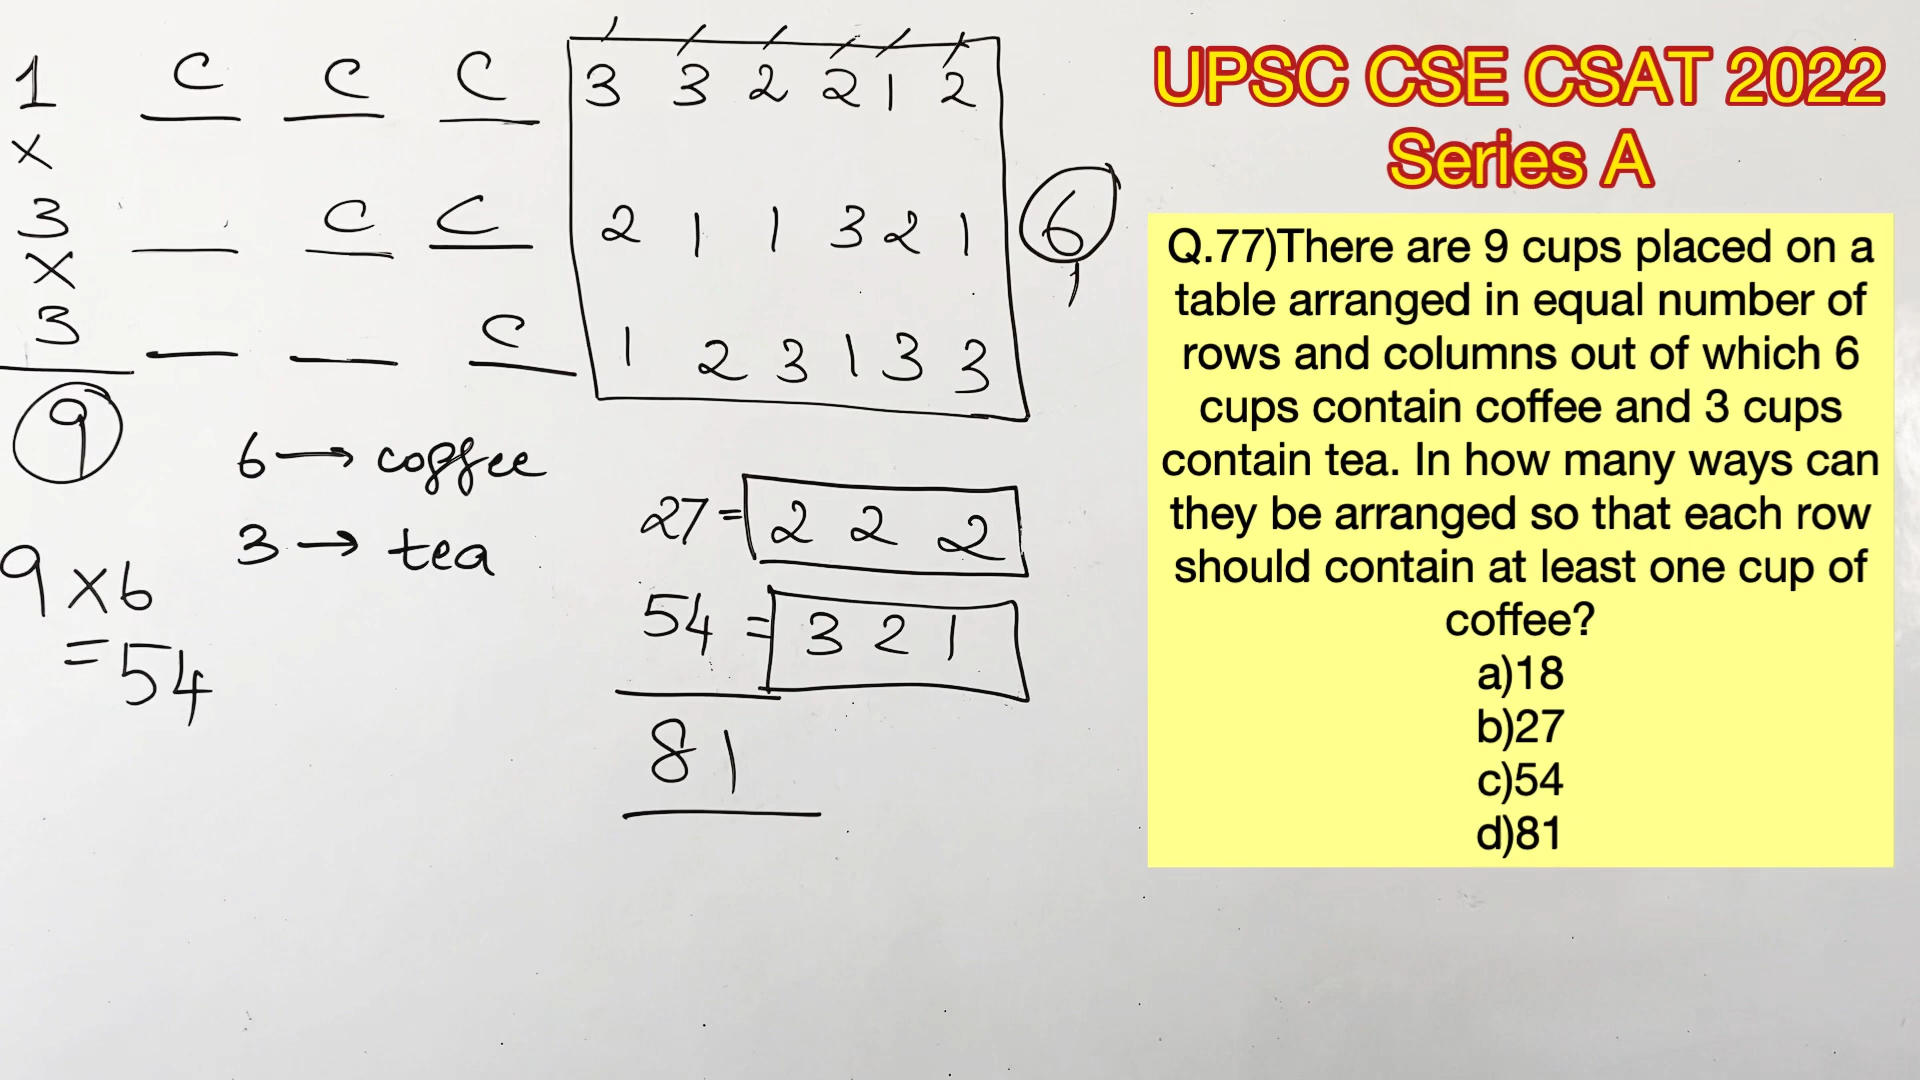 1 C C C 3 3 2 2 1 2
x
3 C C 2 1 1 3 2 1 6
x
3 C 1 2 3 1 3 3
9
6 → coffee
3 → tea
9 x 6
= 54
27 = 2 2 2
54 = 3 2 1
81
UPSC CSE CSAT 2022
Series A
Q.77)There are 9 cups placed on a
table arranged in equal number of
rows and columns out of which 6
cups contain coffee and 3 cups
contain tea. In how many ways can
they be arranged so that each row
should contain at least one cup of
coffee?
a)18
b)27
c)54
d)81